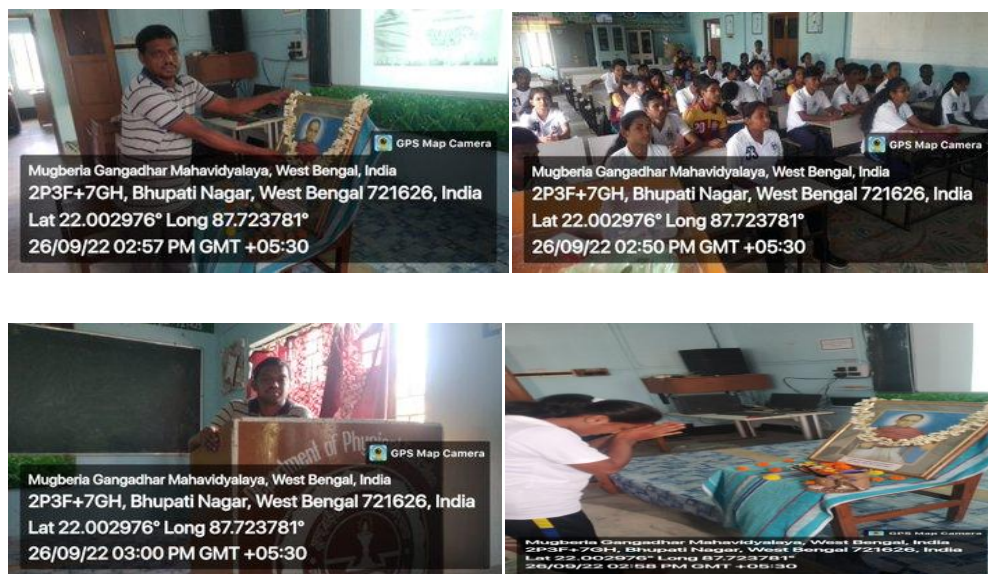 GPS Map Camera
Mugberia Gangadhar Mahavidyalaya, West Bengal, India
2P3F+7GH, Bhupati Nagar, West Bengal 721626, India
Lat 22.002976° Long 87.723781°
26/09/22 02:57 PM GMT +05:30
53
GPS Map Camera
Mugberia Gangadhar Mahavidyalaya, West Bengal, India
2P3F+7GH, Bhupati Nagar, West Bengal 721626, India
Lat 22.002976° Long 87.723781°
26/09/22 02:50 PM GMT +05:30
of
GPS Map Camera
Mugberia Gangadhar Mahavidyalaya, West Bengal, India
2P3F+7GH, Bhupati Nagar, West Bengal 721626, India
Lat 22.002976° Long 87.723781°
26/09/22 03:00 PM GMT +05:30
GPS Map Camera
Mugberia Gangadhar Mahavidyalaya, West Bengal, India
2P3F+7GH, Bhupati Nagar, West Bengal 721626, India
Lat 22.002976° Long 87.723781°
26/09/22 02:58 PM GMT +05:30